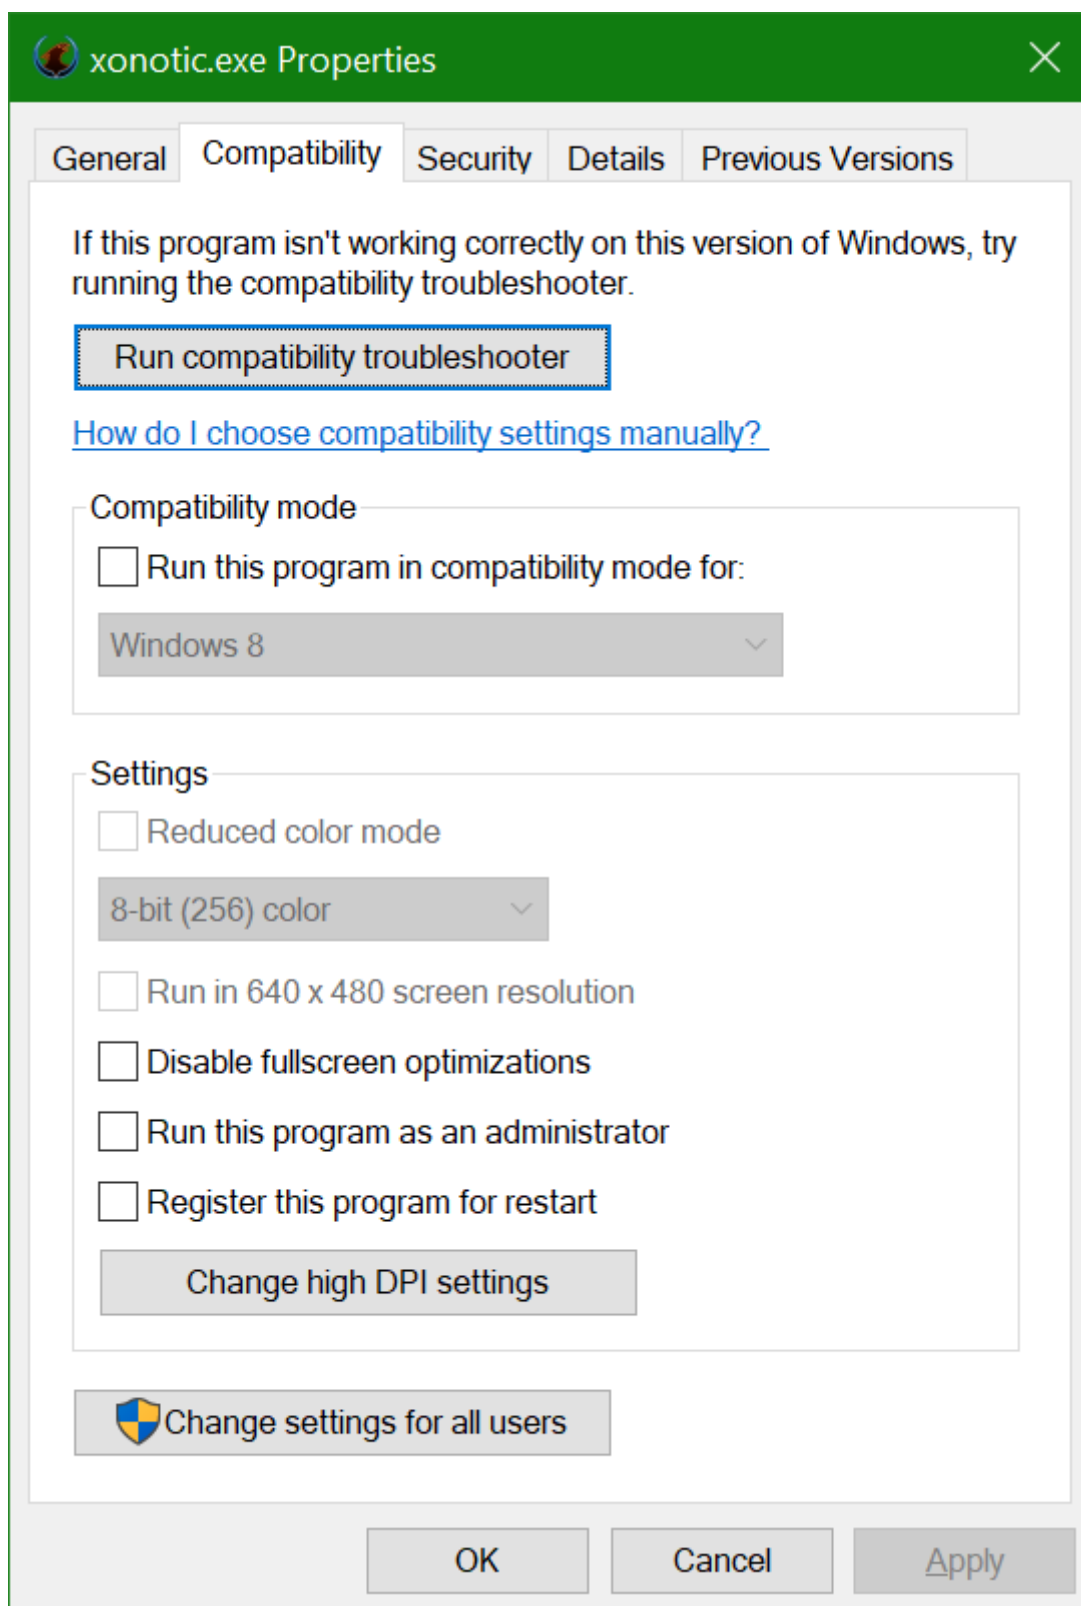 xonotic.exe Properties
General Compatibility Security Details Previous Versions
If this program isn't working correctly on this version of Windows, try
running the compatibility troubleshooter.
Run compatibility troubleshooter
How do I choose compatibility settings manually?
Compatibility mode
Run this program in compatibility mode for:
Windows 8
Settings
Reduced color mode
8-bit (256) color
Run in 640 x 480 screen resolution
Disable fullscreen optimizations
Run this program as an administrator
Register this program for restart
Change high DPI settings
Change settings for all users
OK Cancel Apply